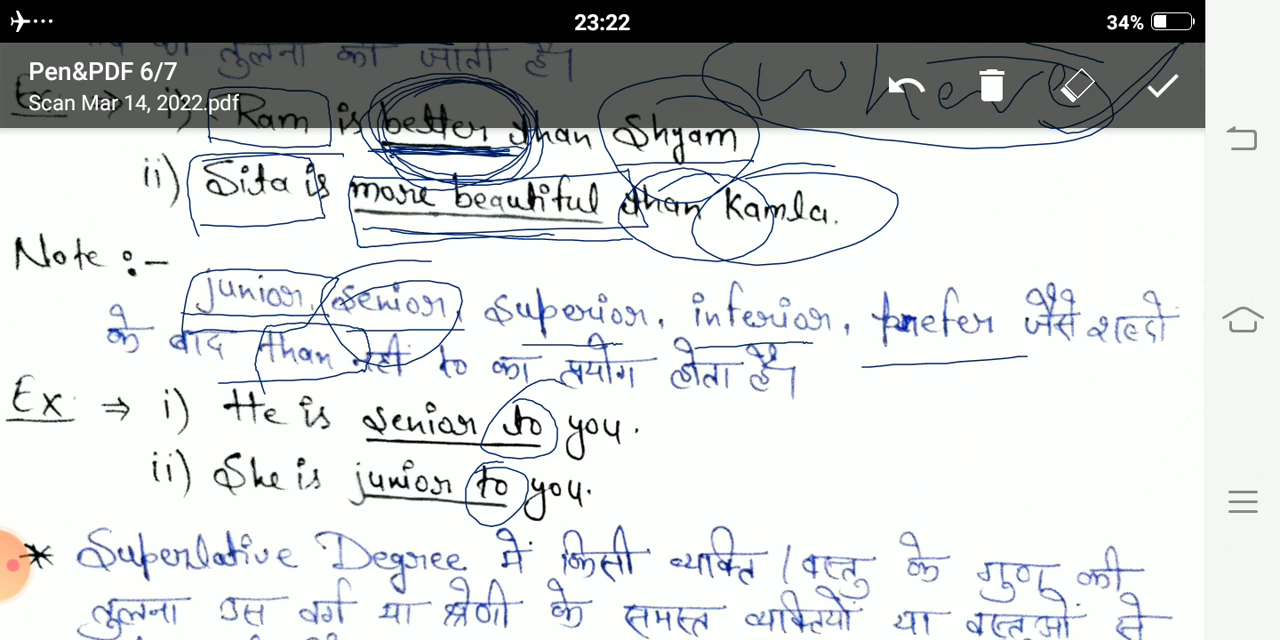 23:22
34%
Pen&PDF 6/7
Scan Mar 14, 2022.pdf
तुलना की जाती है।
where
Ex ⇒ i) Ram is better than Shyam
ii) Sita is more beautiful than Kamla.
Note :-
junior, senior, superior, inferior, prefer जैसे शब्दो
के बाद than नहीं to का प्रयोग होता है।
Ex ⇒ i) He is senior to you.
ii) She is junior to you.
* Superlative Degree में किसी व्यक्ति / वस्तु के गुण की
तुलना उस वर्ग या श्रेणी के समस्त व्यक्तियों या वस्तुओं से